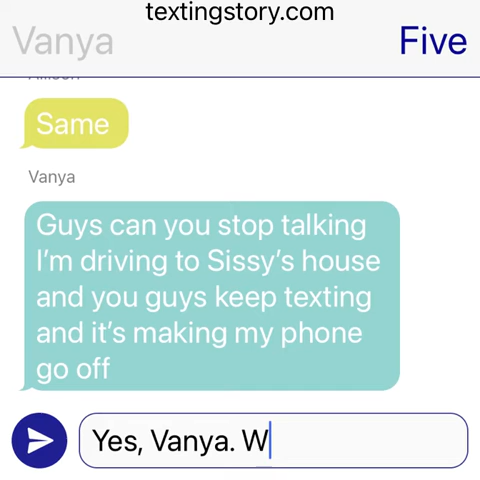 textingstory.com
Vanya Five
Same
Vanya
Guys can you stop talking
I'm driving to Sissy's house
and you guys keep texting
and it's making my phone
go off
Yes, Vanya. W